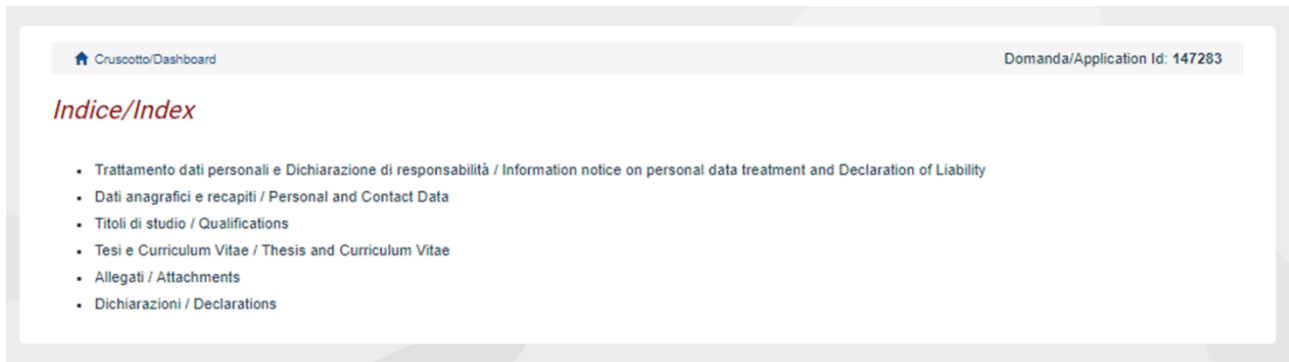 Cruscotto/Dashboard
Domanda/Application Id: 147283
Indice/Index
Trattamento dati personali e Dichiarazione di responsabilità / Information notice on personal data treatment and Declaration of Liability
Dati anagrafici e recapiti / Personal and Contact Data
Titoli di studio / Qualifications
Tesi e Curriculum Vitae / Thesis and Curriculum Vitae
Allegati / Attachments
Dichiarazioni / Declarations